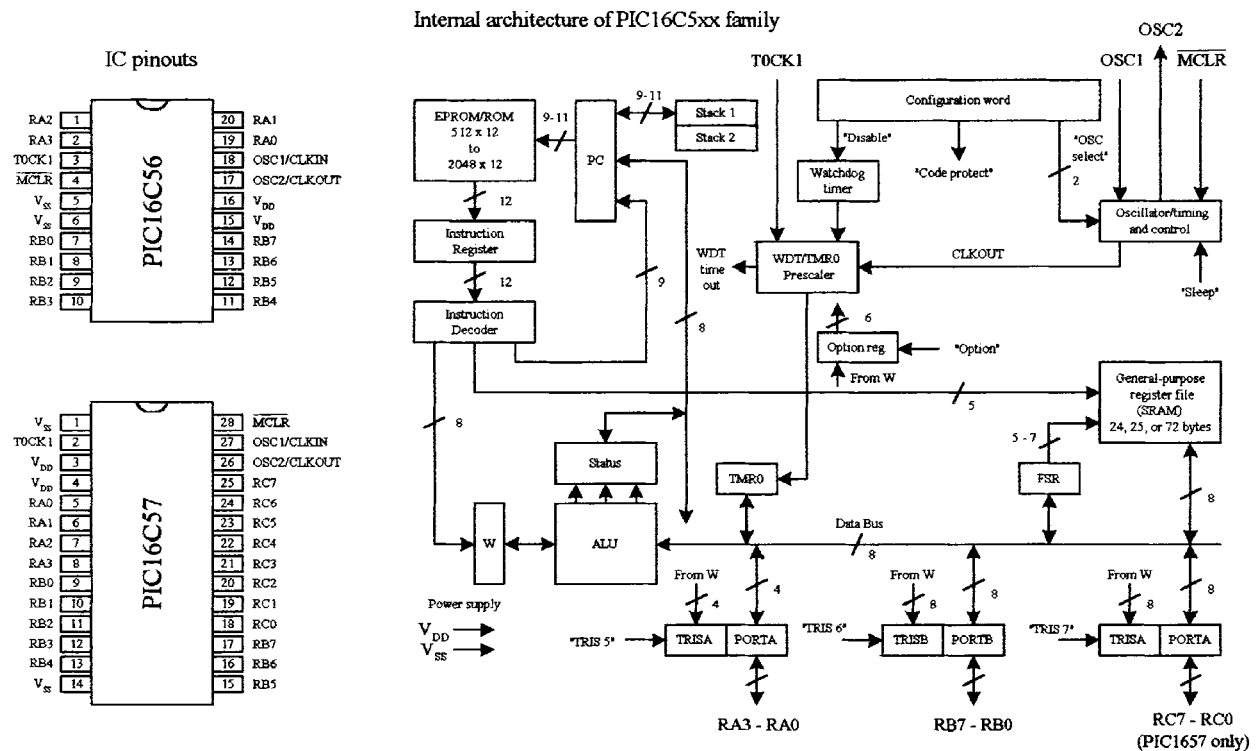 Internal architecture of PIC16C5xx family
IC pinouts
PIC16C56
RA2 1 20 RA1
RA3 2 19 RA0
T0CK1 3 18 OSC1/CLKIN
MCLR 4 17 OSC2/CLKOUT
VSS 5 16 VDD
VSS 6 15 VDD
RB0 7 14 RB7
RB1 8 13 RB6
RB2 9 12 RB5
RB3 10 11 RB4
PIC16C57
VSS 1 28 MCLR
T0CK1 2 27 OSC1/CLKIN
VDD 3 26 OSC2/CLKOUT
VDD 4 25 RC7
RA0 5 24 RC6
RA1 6 23 RC5
RA2 7 22 RC4
RA3 8 21 RC3
RB0 9 20 RC2
RB1 10 19 RC1
RB2 11 18 RC0
RB3 12 17 RB7
RB4 13 16 RB6
VSS 14 15 RB5
T0CK1
OSC1
OSC2
MCLR
EPROM/ROM
512 x 12
to
2048 x 12
9-11
PC
9-11
Stack 1
Stack 2
Configuration word
"Disable"
"Code protect"
"OSC
select"
2
Watchdog
timer
12
Instruction
Register
12
Instruction
Decoder
9
8
WDT
time
out
WDT/TMR0
Prescaler
CLKOUT
Oscillator/timing
and control
"Sleep"
6
Option reg.
"Option"
From W
5
General-purpose
register file
(SRAM)
24, 25, or 72 bytes
8
Status
TMR0
5 - 7
FSR
8
W
ALU
Data Bus
8
Power supply
VDD
VSS
From W
4
4
"TRIS 5"
TRISA
PORTA
RA3 - RA0
From W
8
8
"TRIS 6"
TRISB
PORTB
RB7 - RB0
From W
8
8
"TRIS 7"
TRISA
PORTA
RC7 - RC0
(PIC1657 only)